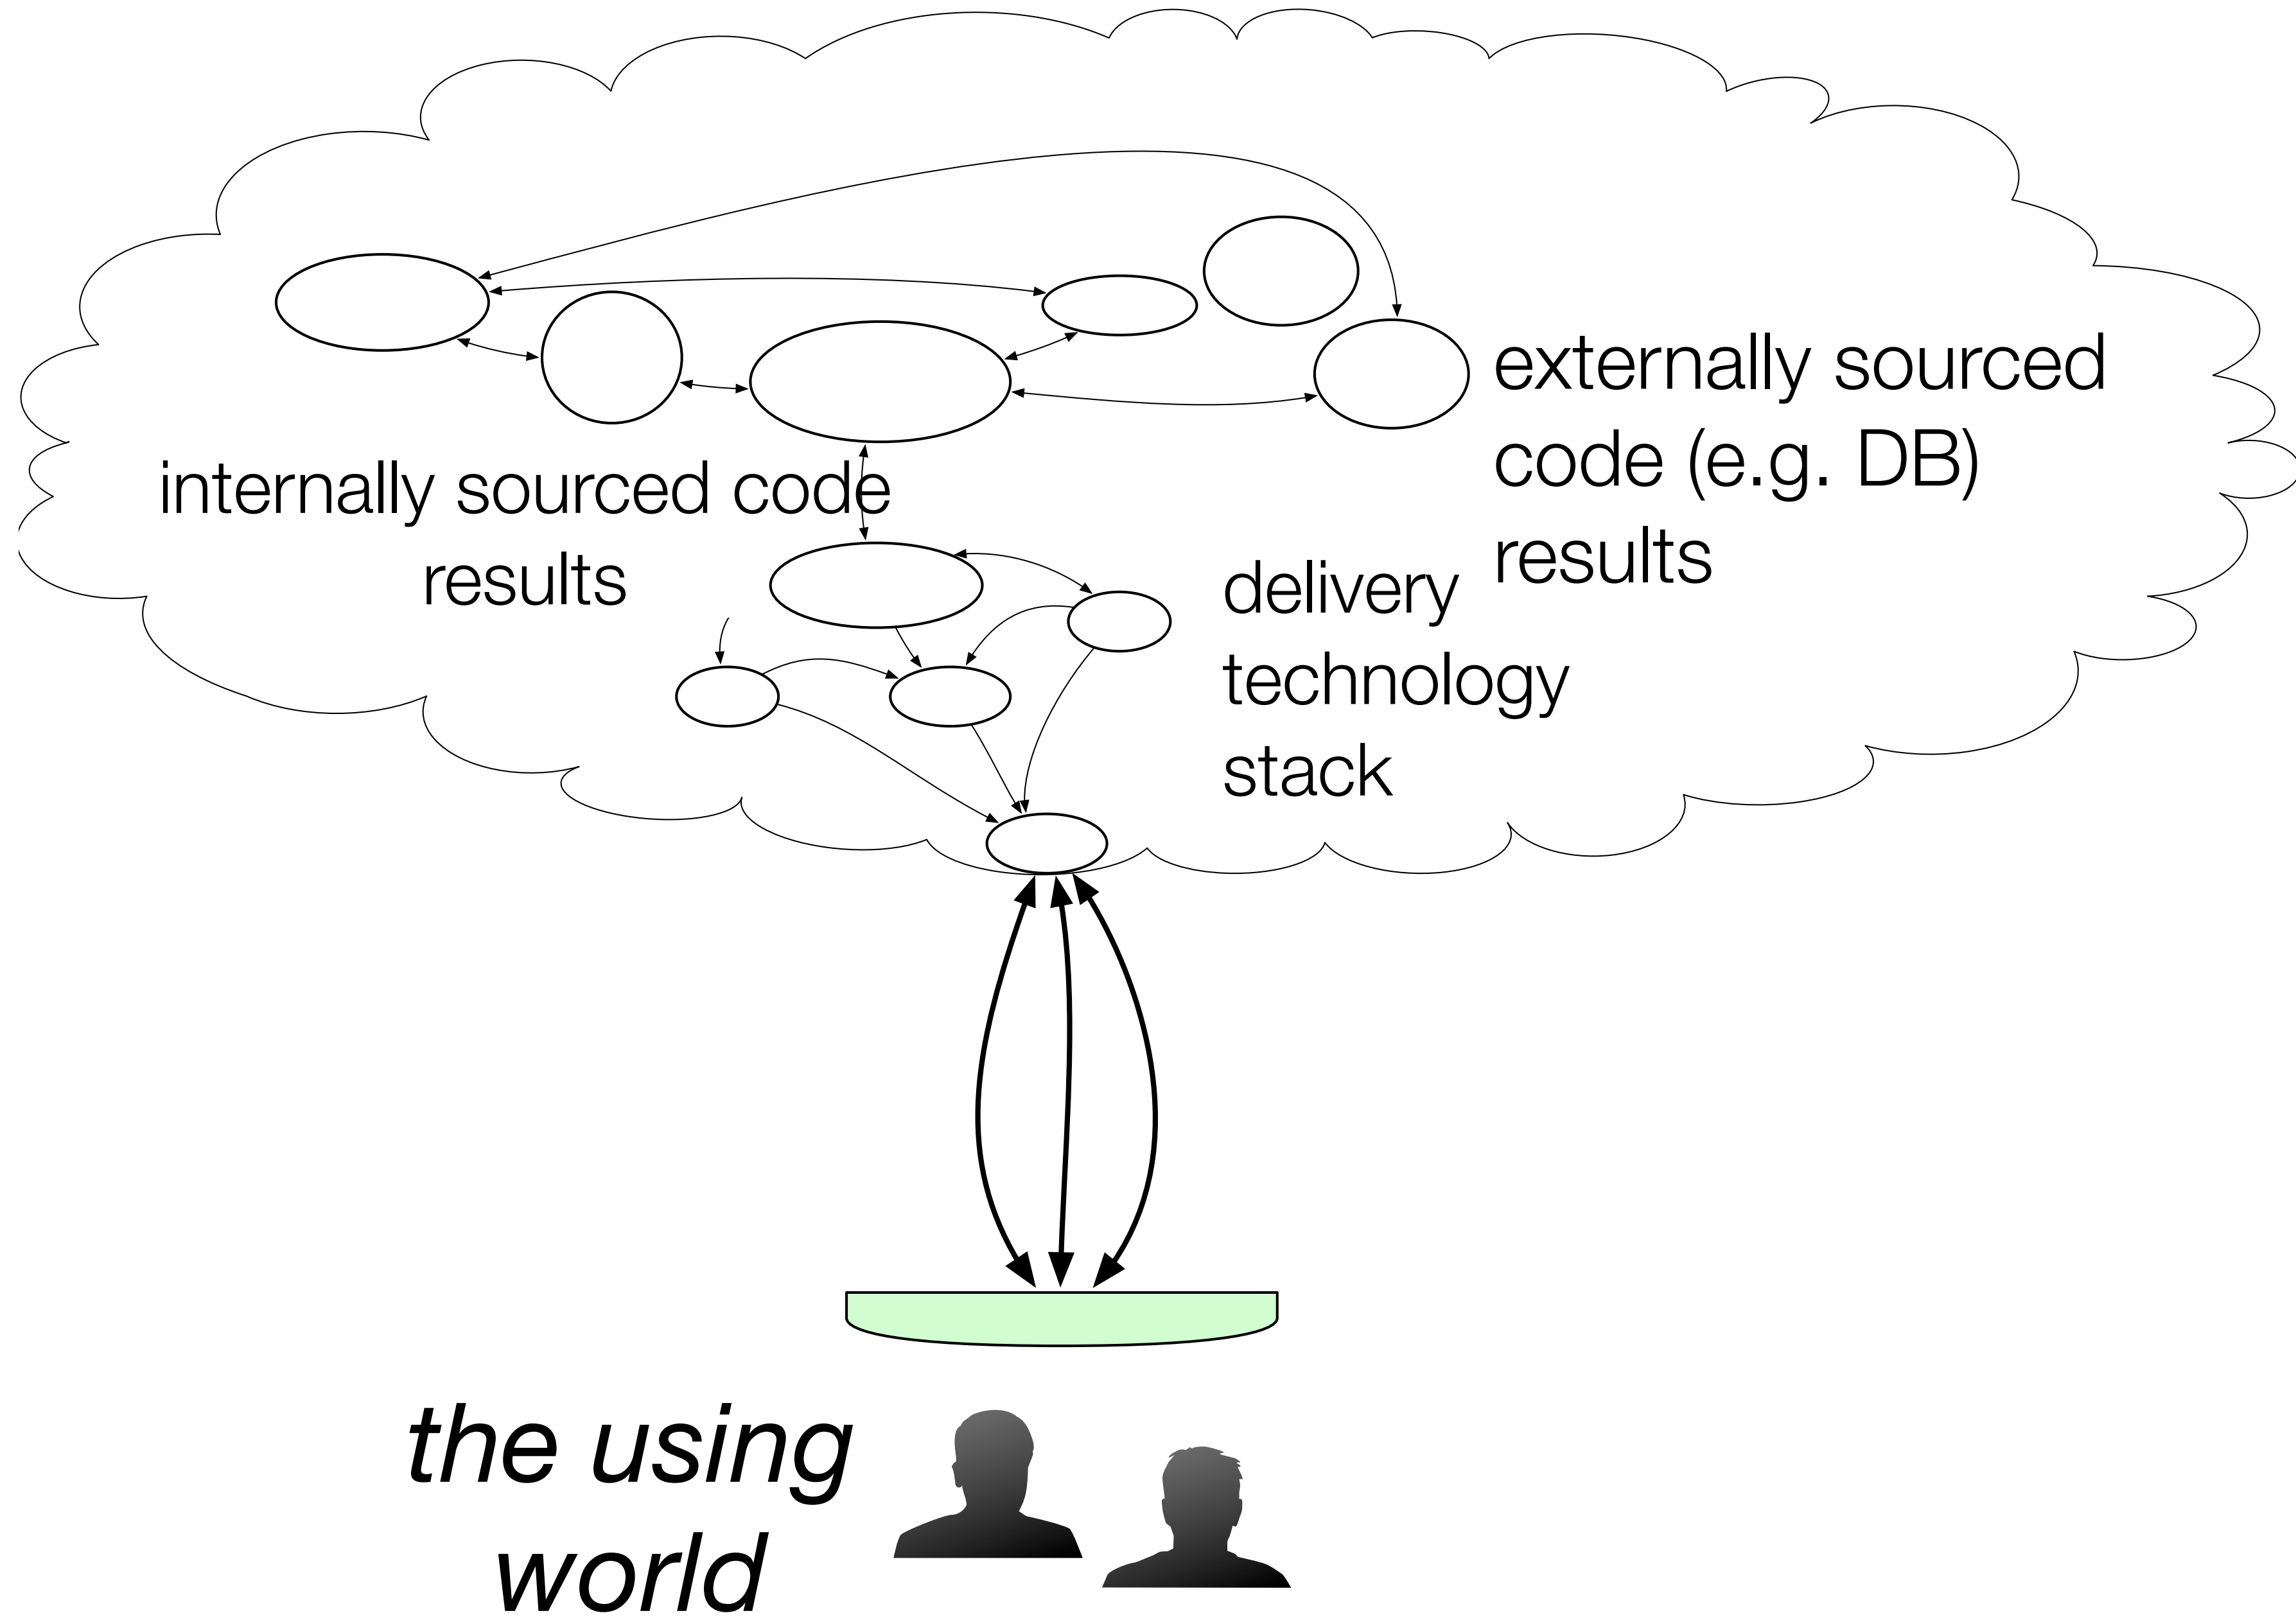 externally sourced
code (e.g. DB)
results
internally sourced code
results
delivery
technology
stack
the using
world